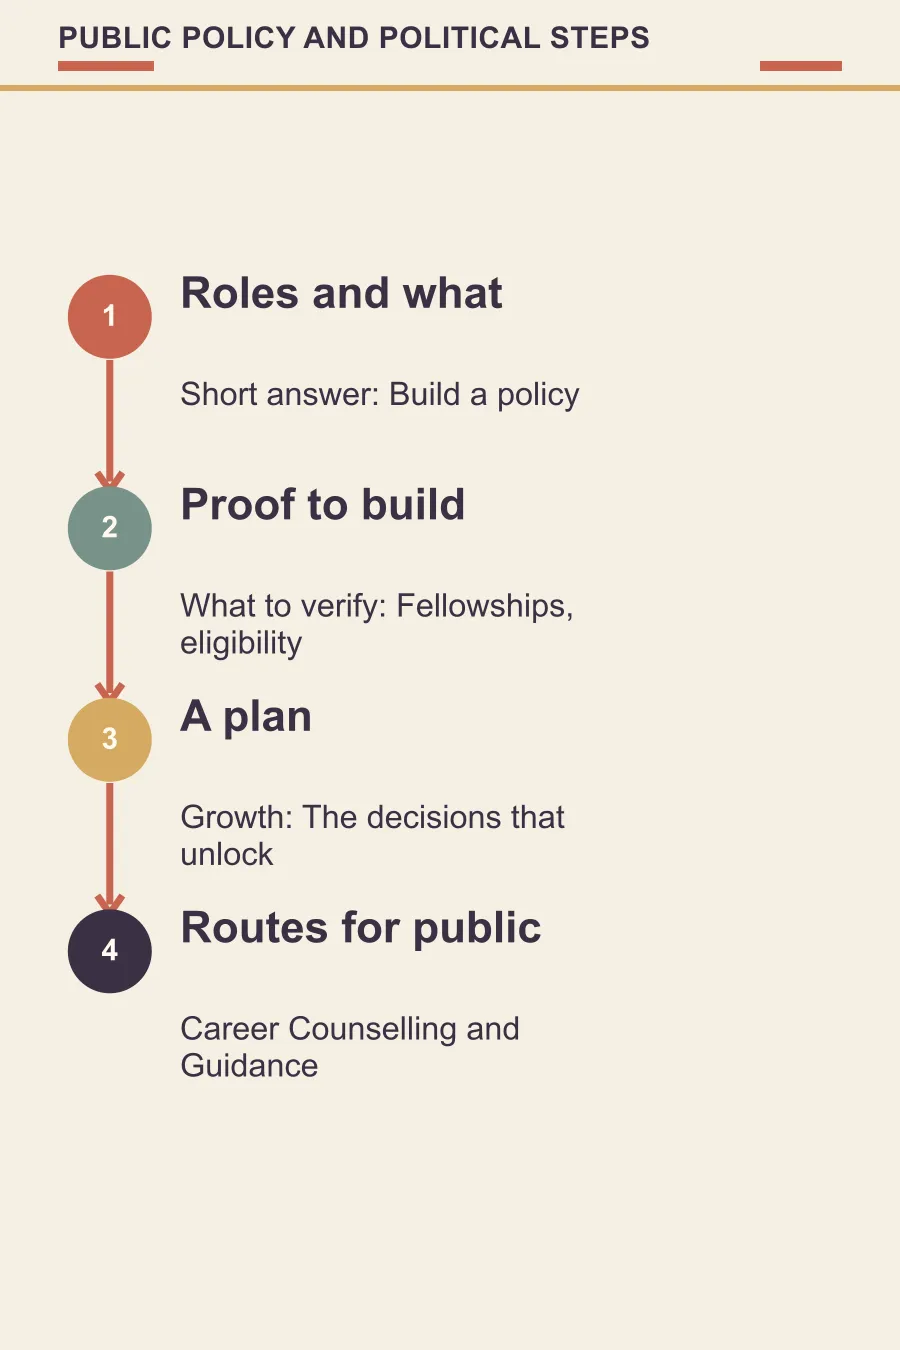 PUBLIC POLICY AND POLITICAL STEPS
1
Roles and what
Short answer: Build a policy
2
Proof to build
What to verify: Fellowships,
eligibility
3
A plan
Growth: The decisions that
unlock
4
Routes for public
Career Counselling and
Guidance